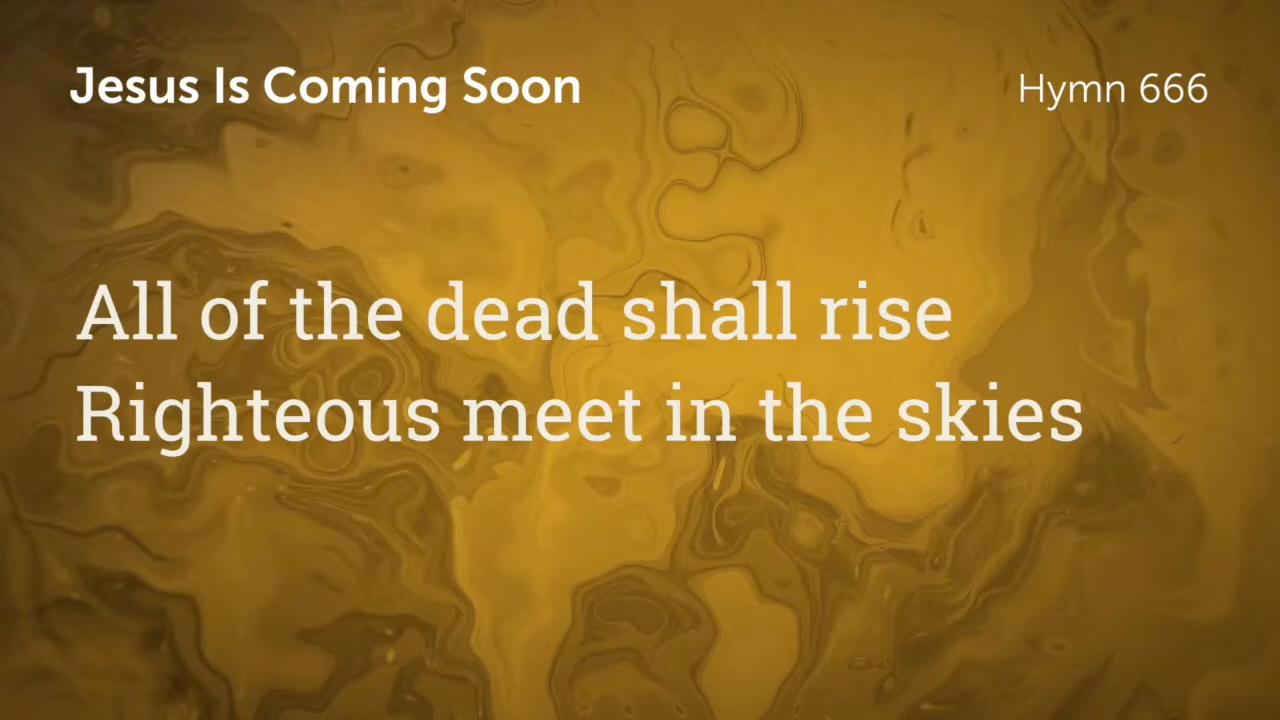 Jesus Is Coming Soon
Hymn 666
All of the dead shall rise
Righteous meet in the skies